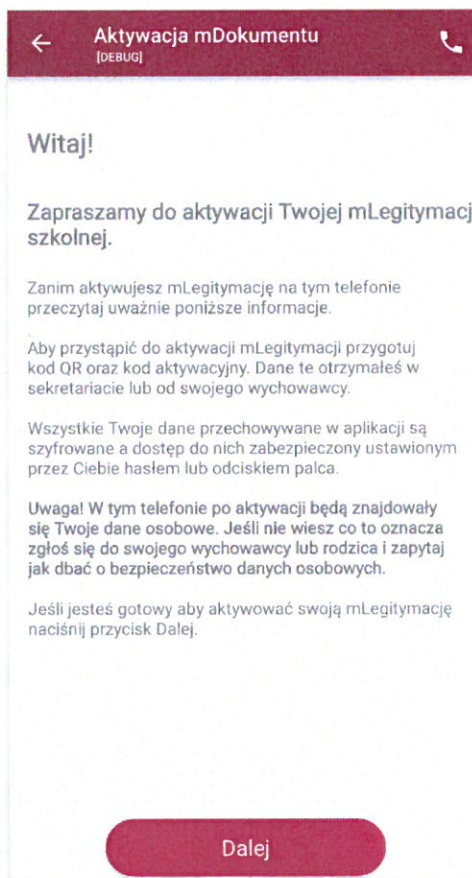 Aktywacja mDokumentu
[DEBUG]
Witaj!
Zapraszamy do aktywacji Twojej mLegitymacj
szkolnej.
Zanim aktywujesz mLegitymację na tym telefonie
przeczytaj uważnie poniższe informacje.
Aby przystąpić do aktywacji mLegitymacji przygotuj
kod QR oraz kod aktywacyjny. Dane te otrzymałeś w
sekretariacie lub od swojego wychowawcy.
Wszystkie Twoje dane przechowywane w aplikacji są
szyfrowane a dostęp do nich zabezpieczony ustawionym
przez Ciebie hasłem lub odciskiem palca.
Uwaga! W tym telefonie po aktywacji będą znajdowały
się Twoje dane osobowe. Jeśli nie wiesz co to oznacza
zgłoś się do swojego wychowawcy lub rodzica i zapytaj
jak dbać o bezpieczeństwo danych osobowych.
Jeśli jesteś gotowy aby aktywować swoją mLegitymację
naciśnij przycisk Dalej.
Dalej